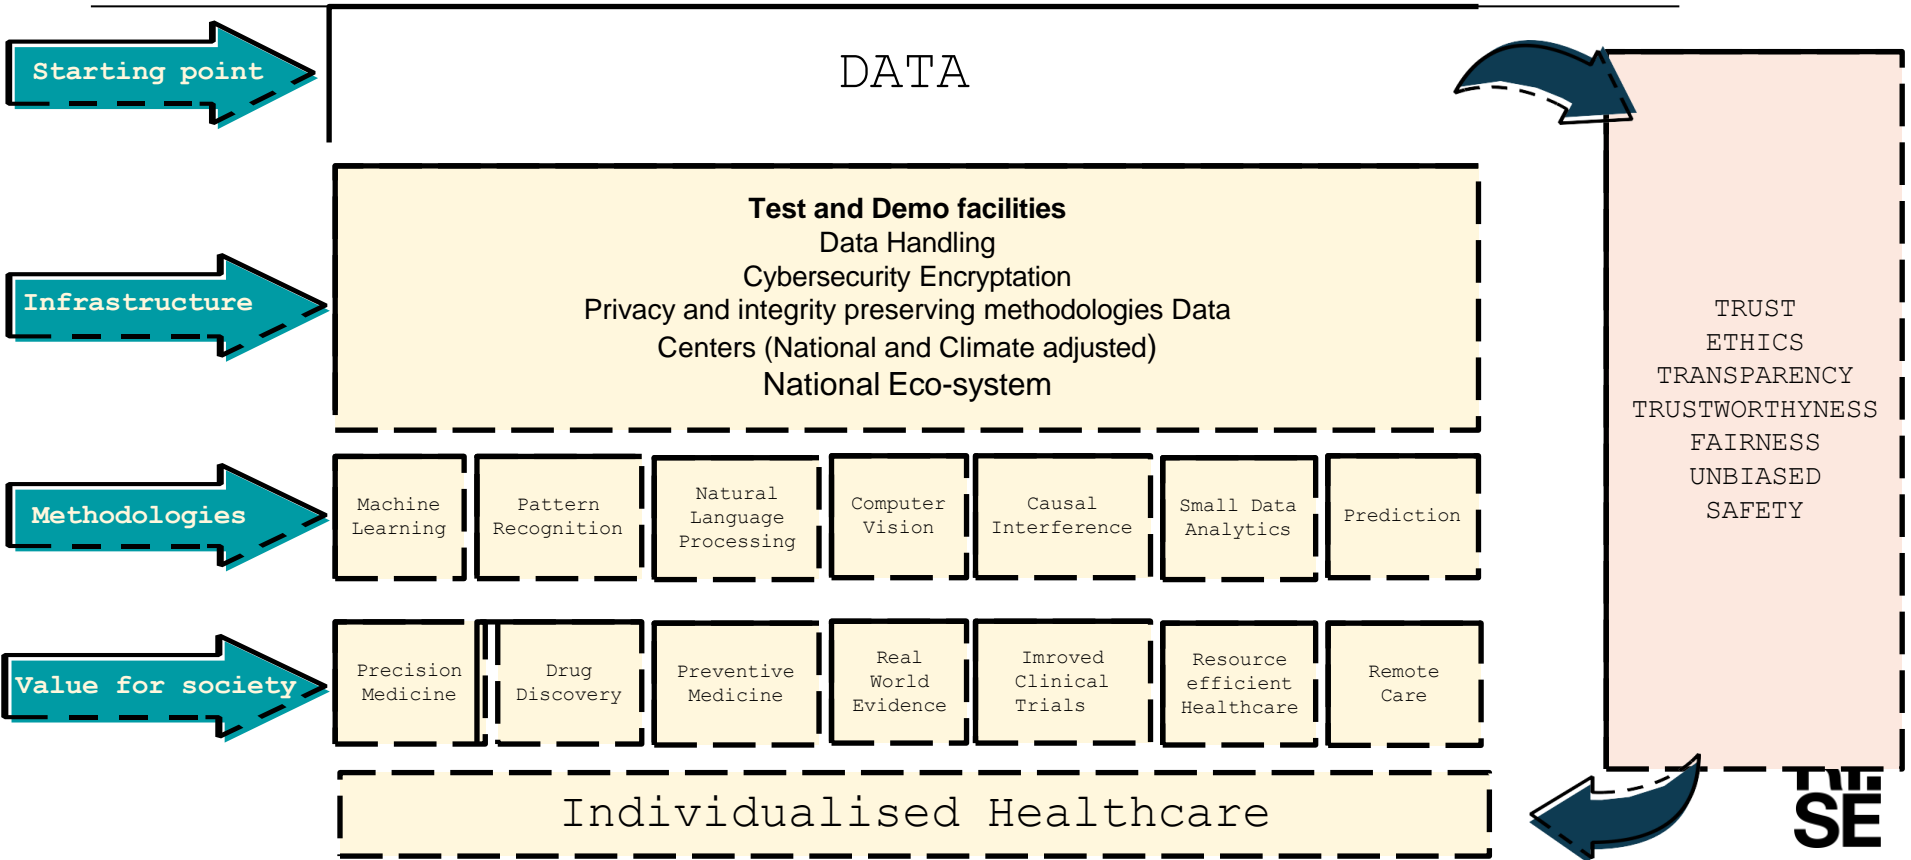 Starting point
DATA
Infrastructure
Test and Demo facilities
Data Handling
Cybersecurity Encryptation
Privacy and integrity preserving methodologies Data
Centers (National and Climate adjusted)
National Eco-system
TRUST
ETHICS
TRANSPARENCY
TRUSTWORTHYNESS
FAIRNESS
UNBIASED
SAFETY
Methodologies
Machine
Learning
Pattern
Recognition
Natural
Language
Processing
Computer
Vision
Causal
Interference
Small Data
Analytics
Prediction
Value for society
Precision
Medicine
Drug
Discovery
Preventive
Medicine
Real
World
Evidence
Imroved
Clinical
Trials
Resource
efficient
Healthcare
Remote
Care
Individualised Healthcare
SE